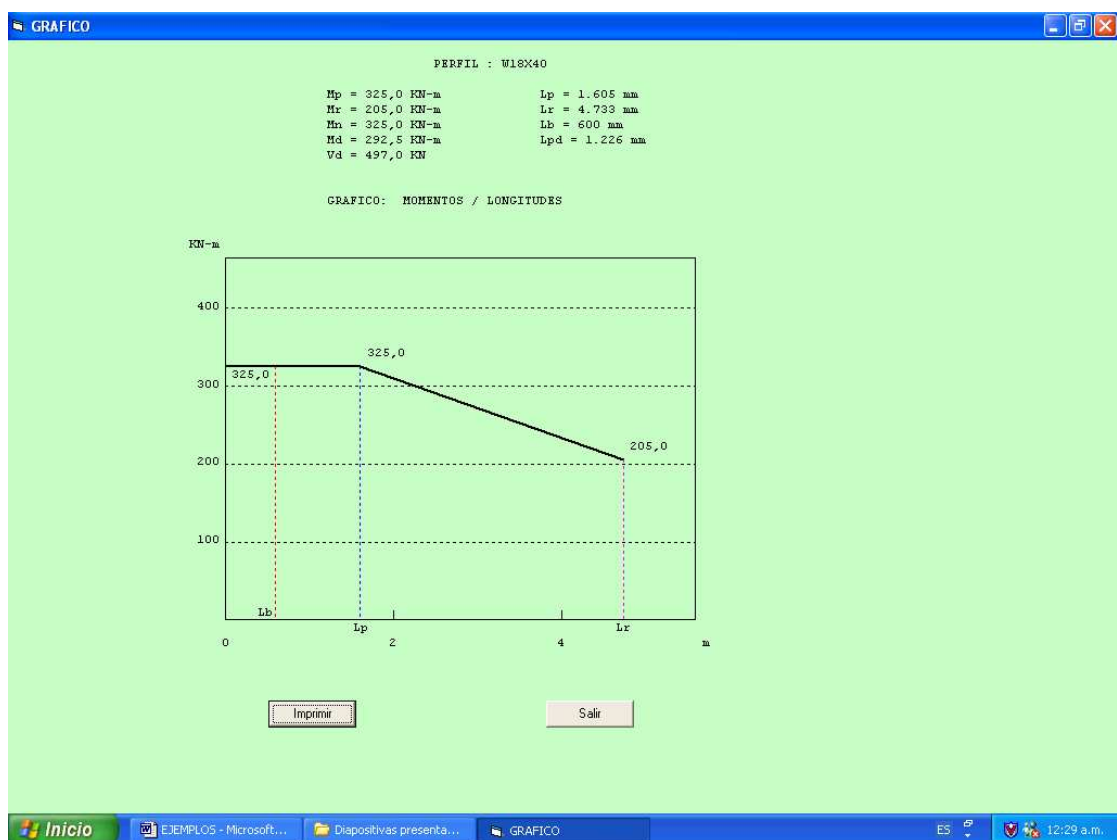 GRAFICO
PERFIL : W18X40
Mp = 325,0 KN-m Lp = 1.605 mm
Mr = 205,0 KN-m Lr = 4.733 mm
Mn = 325,0 KN-m Lb = 600 mm
Md = 292,5 KN-m Lpd = 1.226 mm
Vd = 497,0 KN
GRAFICO: MOMENTOS / LONGITUDES
KN-m
400
325,0
325,0
300
205,0
200
100
Lb
Lp Lr
0 2 4 m
Imprimir Salir
Inicio EJEMPLOS - Microsoft... Diapositivas presenta... GRAFICO ES 12:29 a.m.